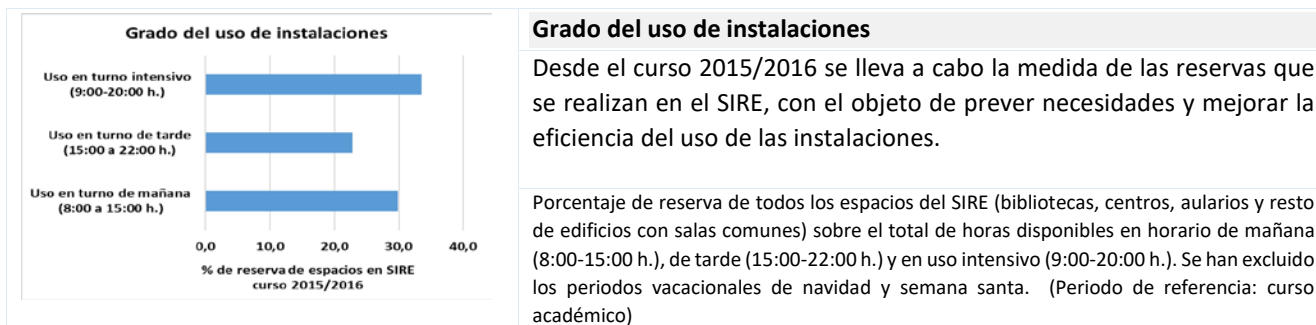 Grado del uso de instalaciones
Uso en turno intensivo
(9:00-20:00 h.)
Uso en turno de tarde
(15:00 a 22:00 h.)
Uso en turno de mañana
(8:00 a 15:00 h.)
0,0 10,0 20,0 30,0 40,0
% de reserva de espacios en SIRE
curso 2015/2016
Grado del uso de instalaciones
Desde el curso 2015/2016 se lleva a cabo la medida de las reservas que
se realizan en el SIRE, con el objeto de prever necesidades y mejorar la
eficiencia del uso de las instalaciones.
Porcentaje de reserva de todos los espacios del SIRE (bibliotecas, centros, aularios y resto
de edificios con salas comunes) sobre el total de horas disponibles en horario de mañana
(8:00-15:00 h.), de tarde (15:00-22:00 h.) y en uso intensivo (9:00-20:00 h.). Se han excluido
los periodos vacacionales de navidad y semana santa. (Periodo de referencia: curso
académico)